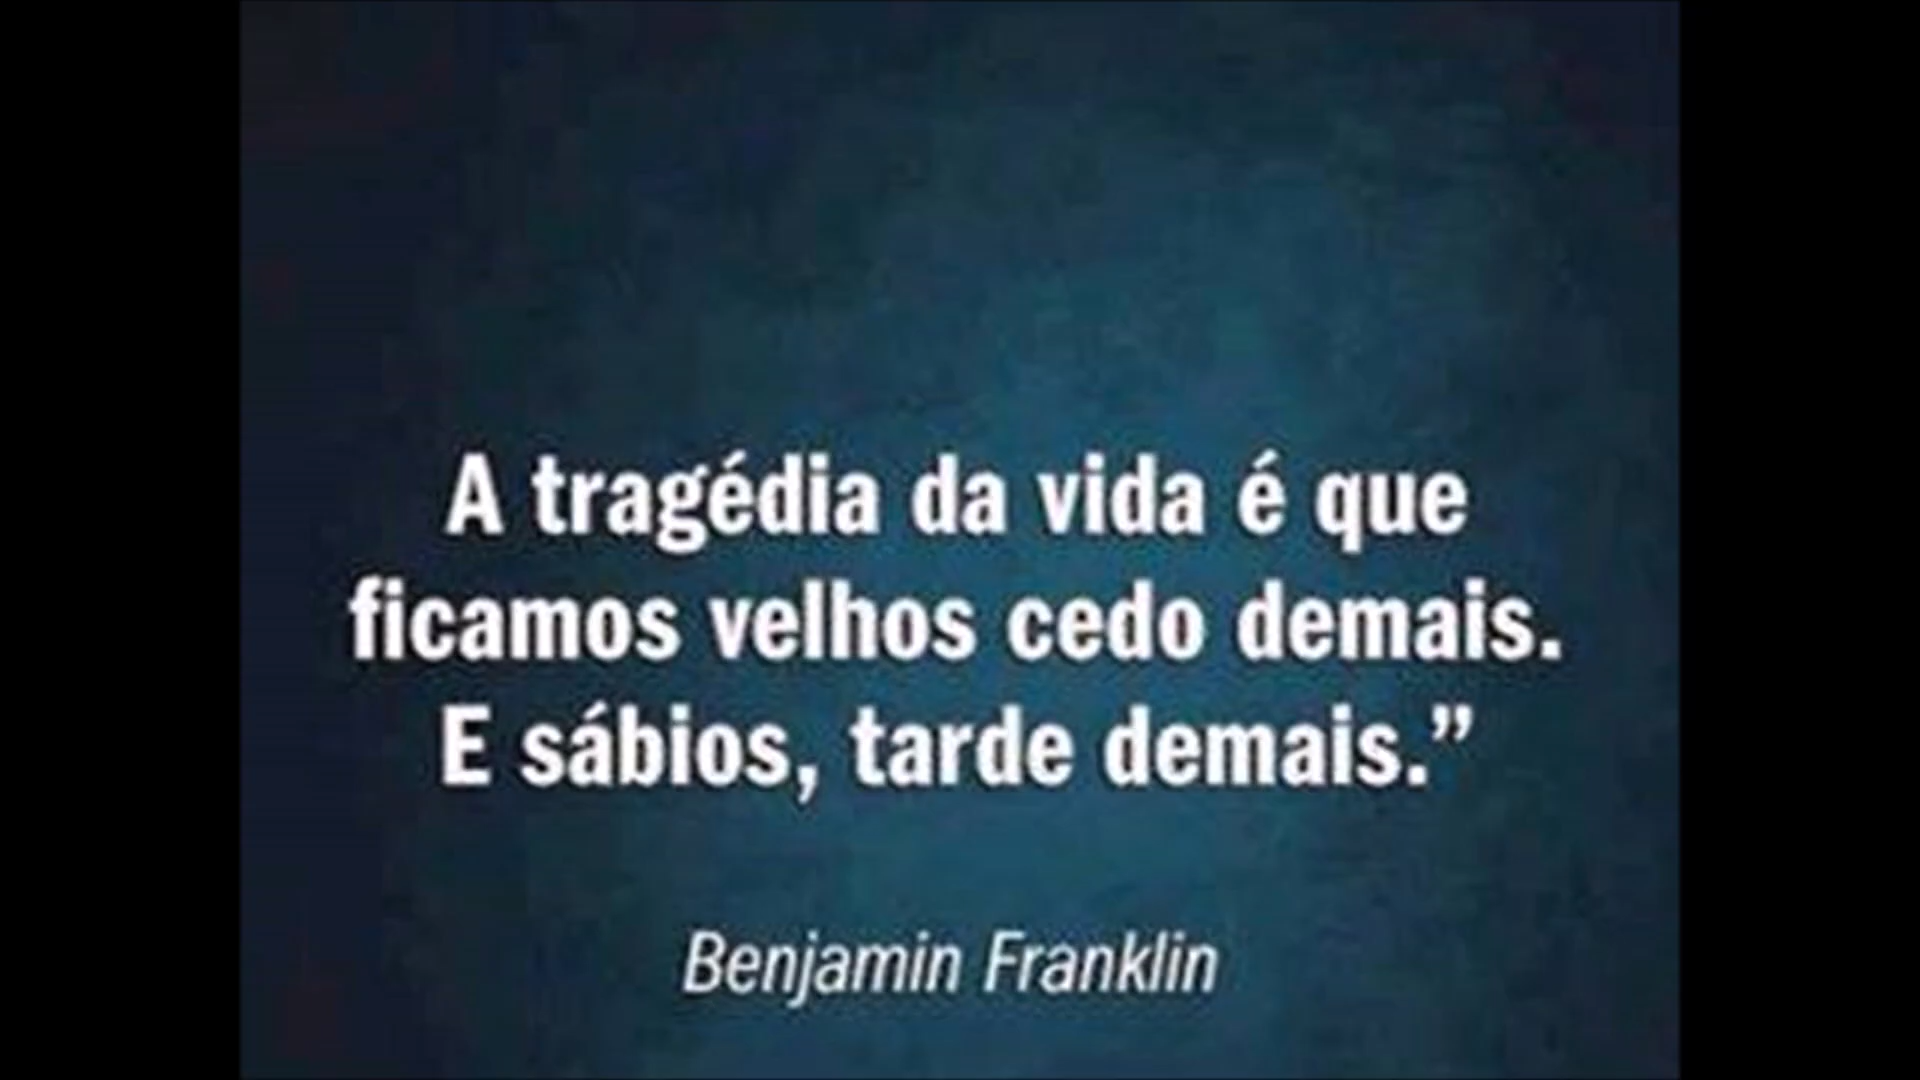 A tragédia da vida é que
ficamos velhos cedo demais.
E sábios, tarde demais.”
Benjamin Franklin